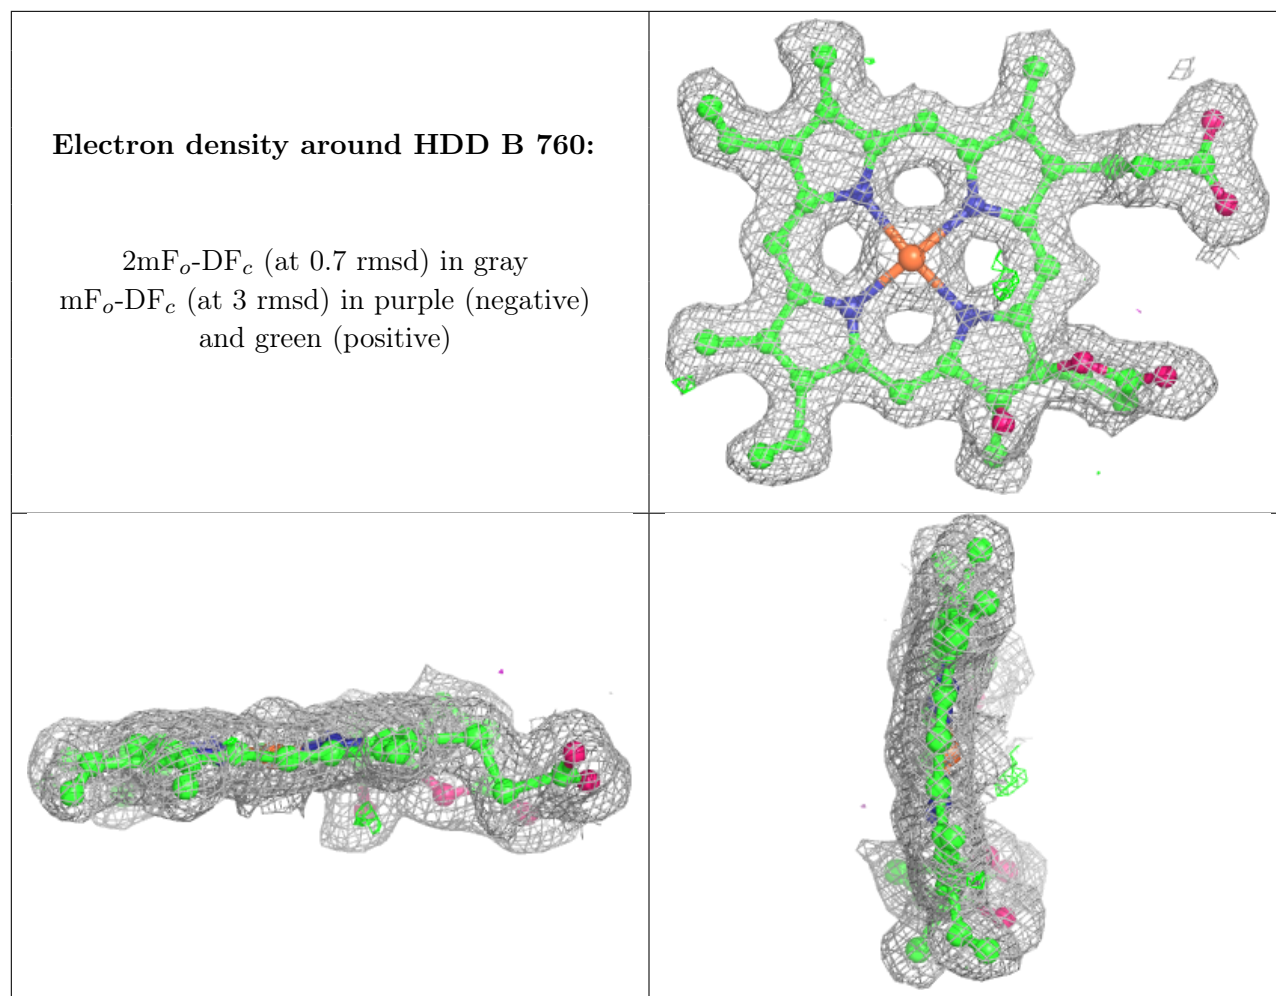 Electron density around HDD B 760:
2mFo-DFc (at 0.7 rmsd) in gray
mFo-DFc (at 3 rmsd) in purple (negative)
and green (positive)